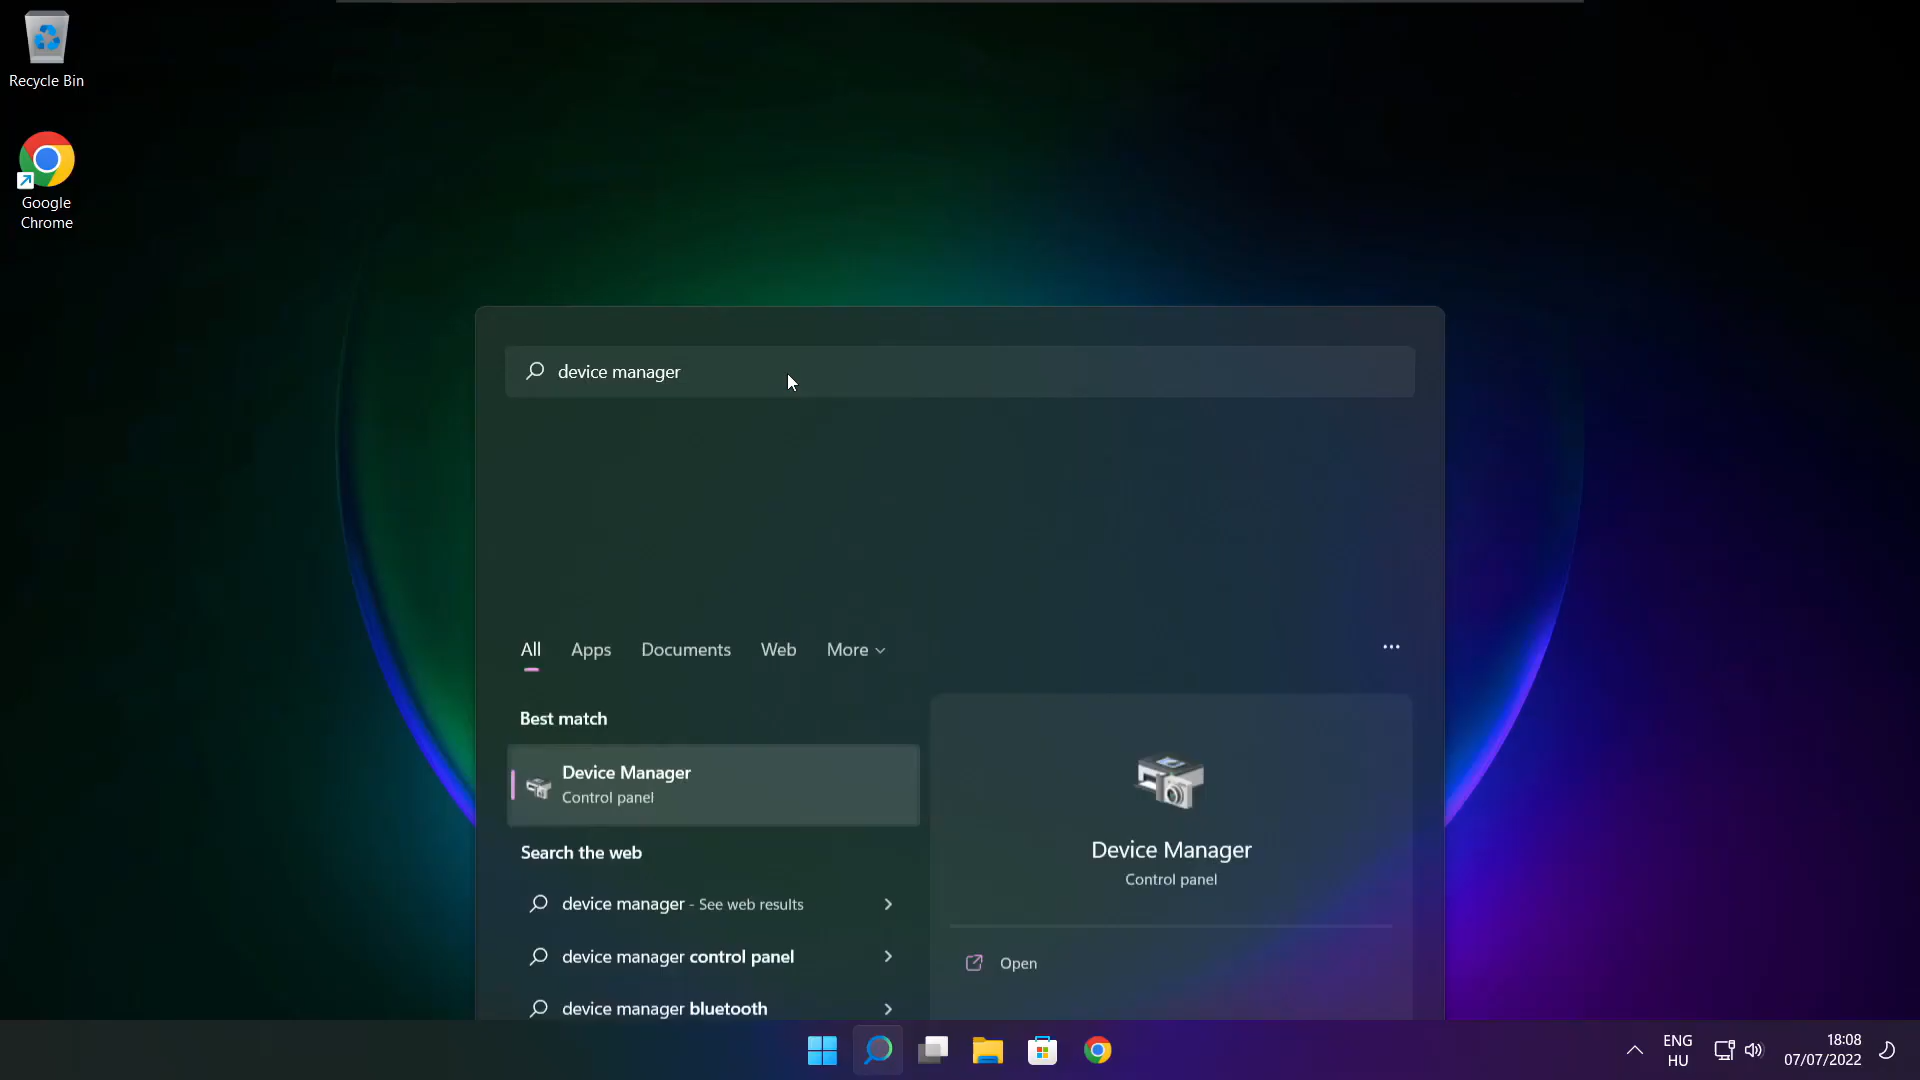 Recycle Bin
Google
Chrome
device manager
All Apps Documents Web More
Best match
Device Manager
Control panel
Search the web
device manager - See web results
device manager control panel
device manager bluetooth
Device Manager
Control panel
Open
ENG
HU
18:08
07/07/2022